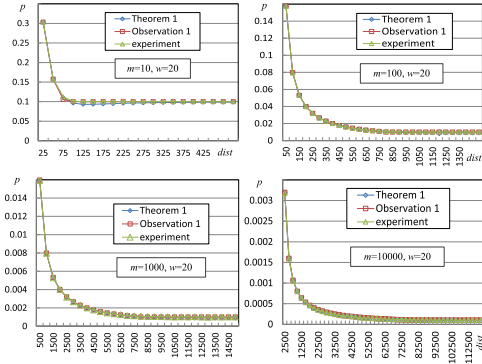 p
0.3
0.25
0.2
0.15
0.1
0.05
0
Theorem 1
Observation 1
experiment
m=10, w=20
25 75 125 175 225 275 325 375 425 dist
p
0.14
0.12
0.1
0.08
0.06
0.04
0.02
0
Theorem 1
Observation 1
experiment
m=100, w=20
50 150 250 350 450 550 650 750 850 950 1050 1150 1250 1350 dist
p
0.014
0.012
0.01
0.008
0.006
0.004
0.002
0
Theorem 1
Observation 1
experiment
m=1000, w=20
500 1500 2500 3500 4500 5500 6500 7500 8500 9500 10500 11500 12500 13500 14500
p
0.003
0.0025
0.002
0.0015
0.001
0.0005
0
Theorem 1
Observation 1
experiment
m=10000, w=20
2500 12500 22500 32500 42500 52500 62500 72500 82500 92500 102500 112500 dist